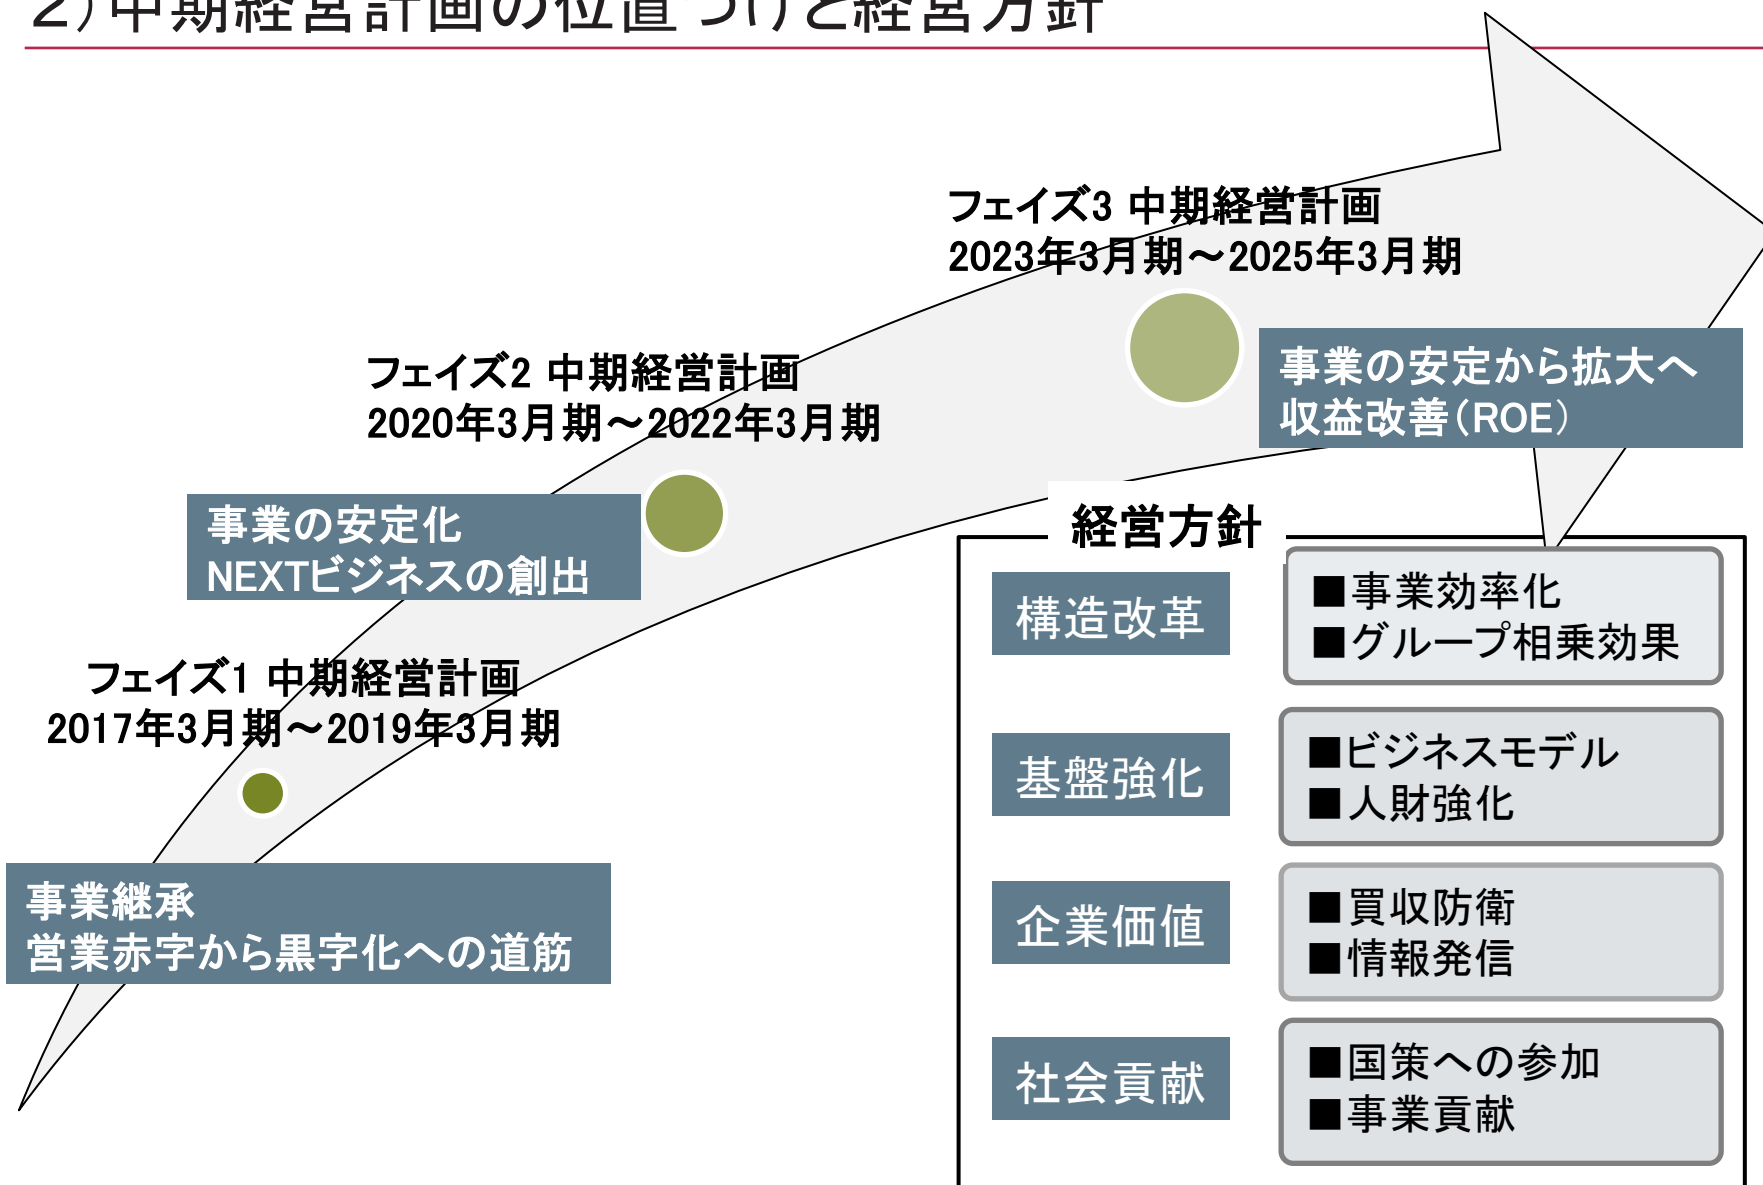 2)中期経営計画の位置づけと経営方針
フェイズ3 中期経営計画
2023年3月期～2025年3月期
事業の安定から拡大へ
収益改善(ROE)
フェイズ2 中期経営計画
2020年3月期～2022年3月期
事業の安定化
NEXTビジネスの創出
フェイズ1 中期経営計画
2017年3月期～2019年3月期
事業継承
営業赤字から黒字化への道筋
経営方針
構造改革
■事業効率化
■グループ相乗効果
基盤強化
■ビジネスモデル
■人財強化
企業価値
■買収防衛
■情報発信
社会貢献
■国策への参加
■事業貢献